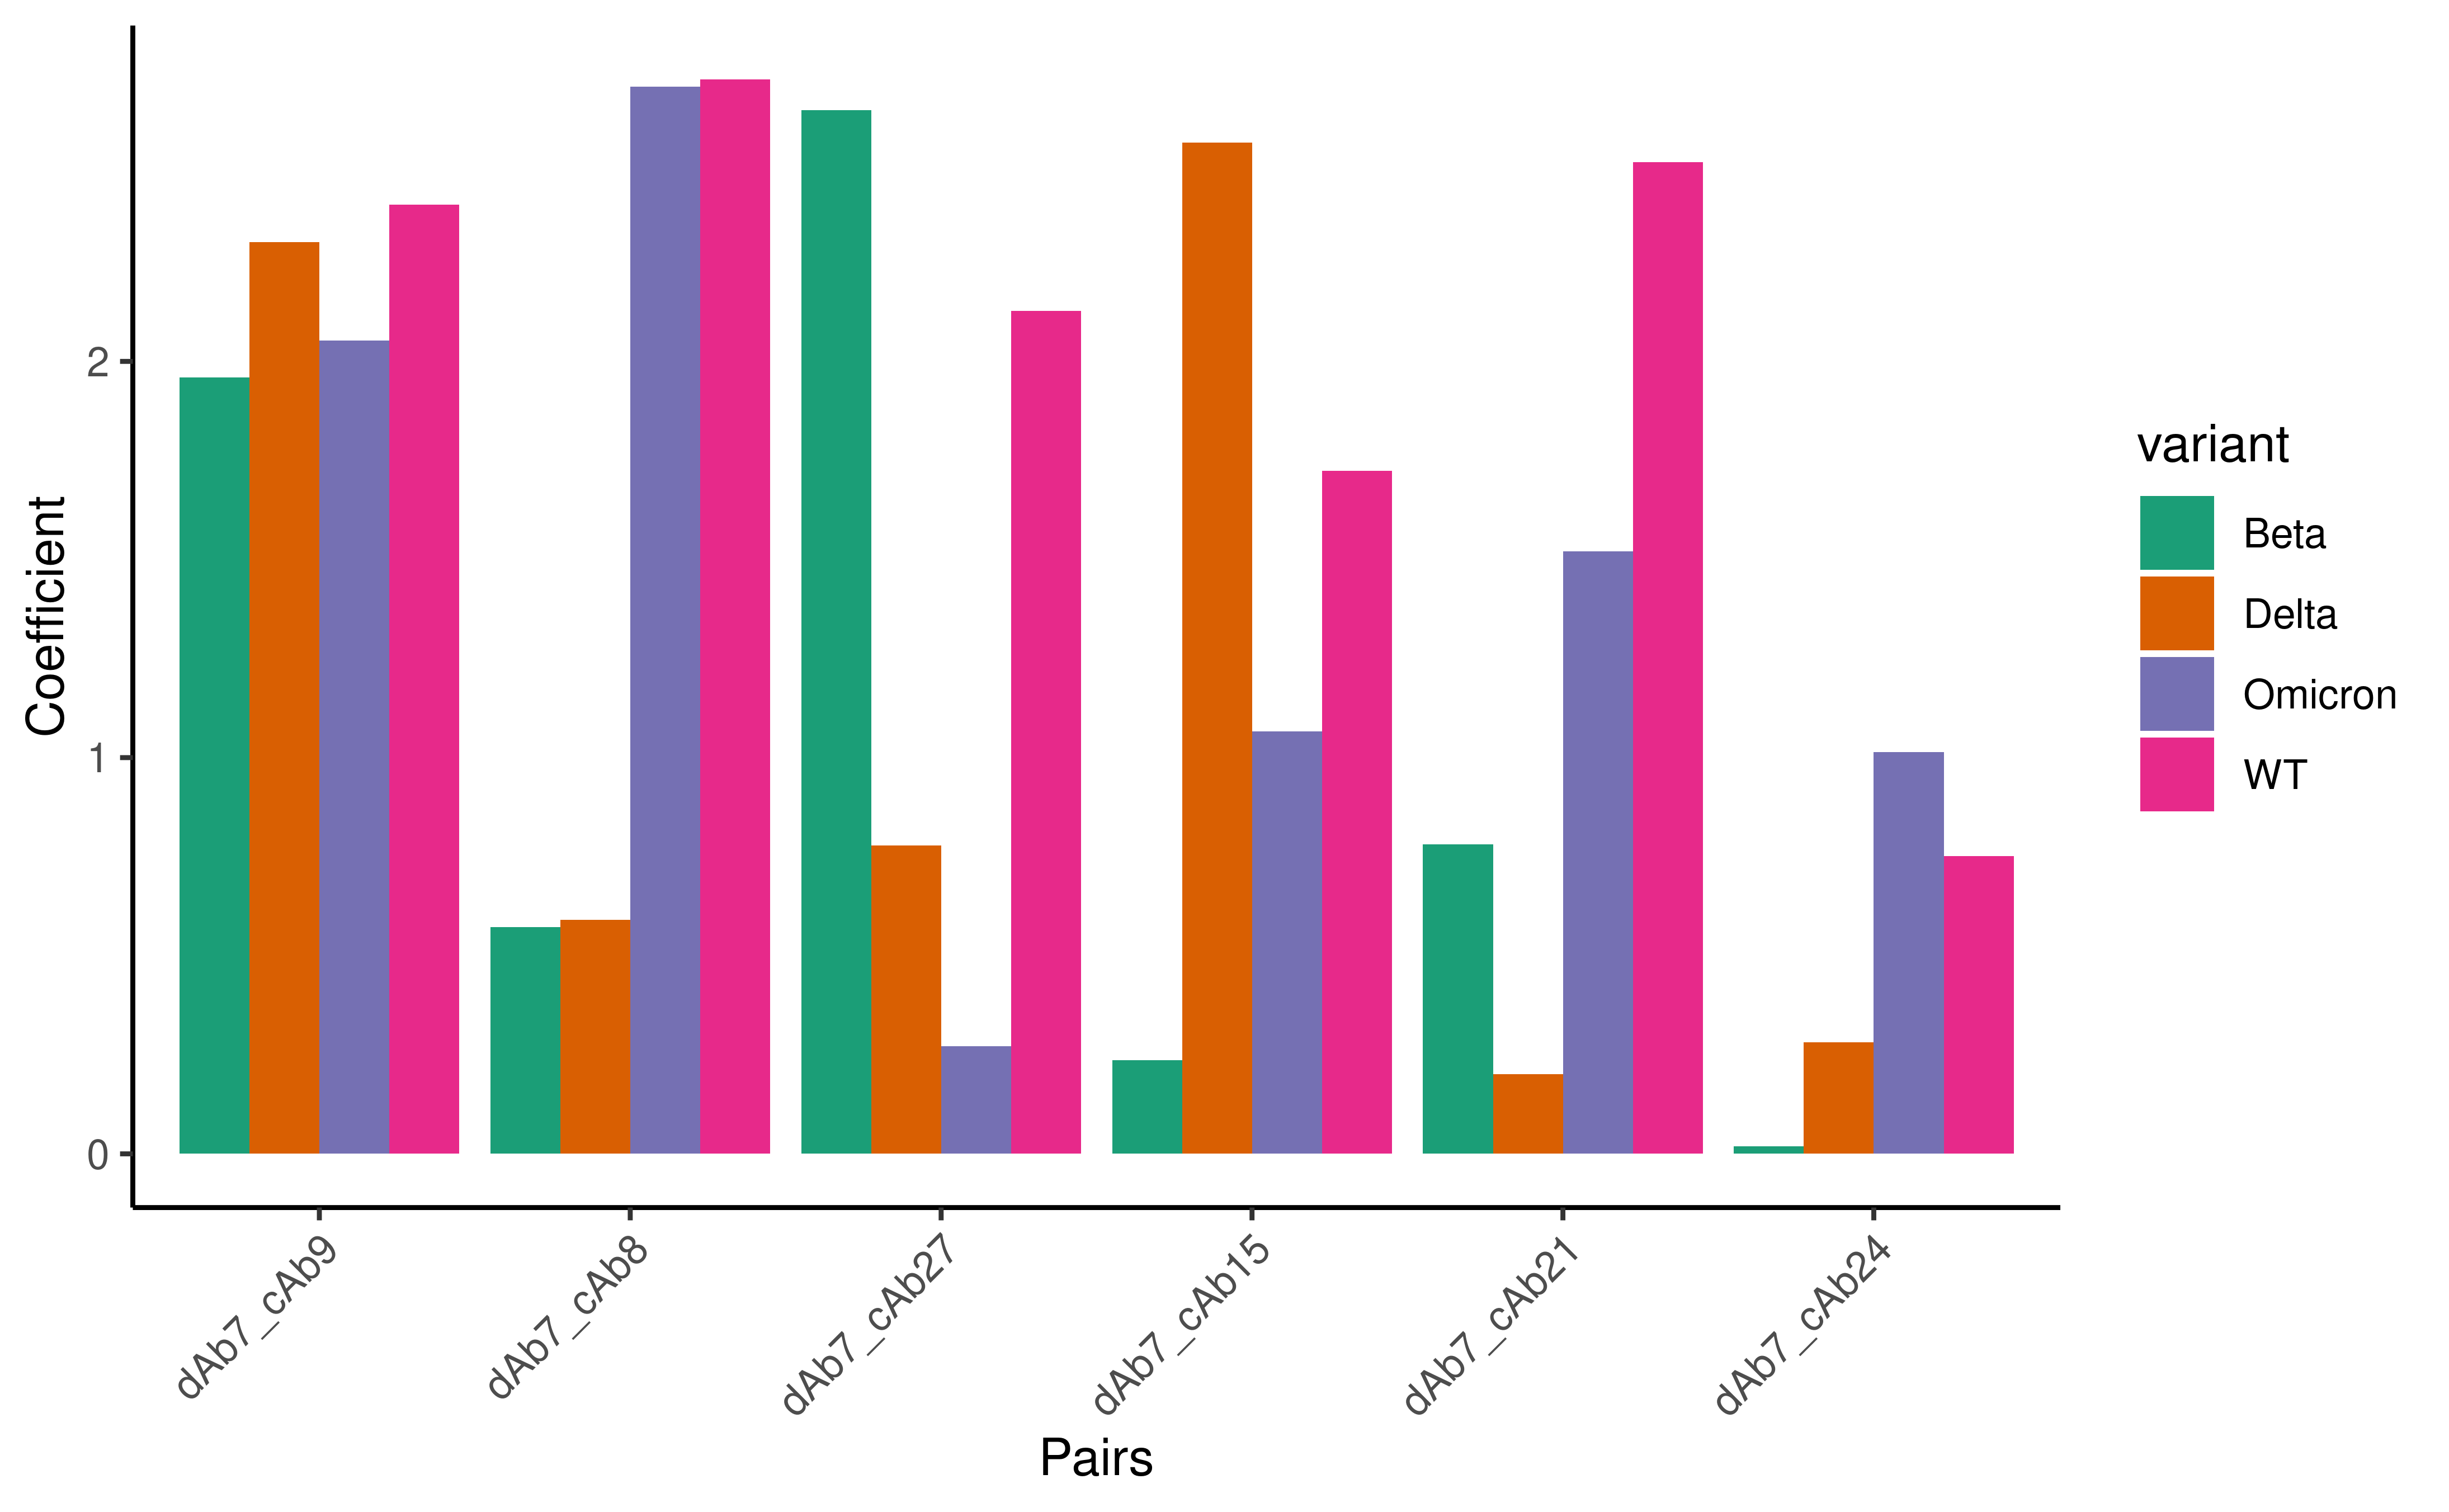 Coefficient
2
1
0
dAb7_cAb9
dAb7_cAb8
dAb7_cAb27
dAb7_cAb15
dAb7_cAb21
dAb7_cAb24
Pairs
variant
Beta
Delta
Omicron
WT